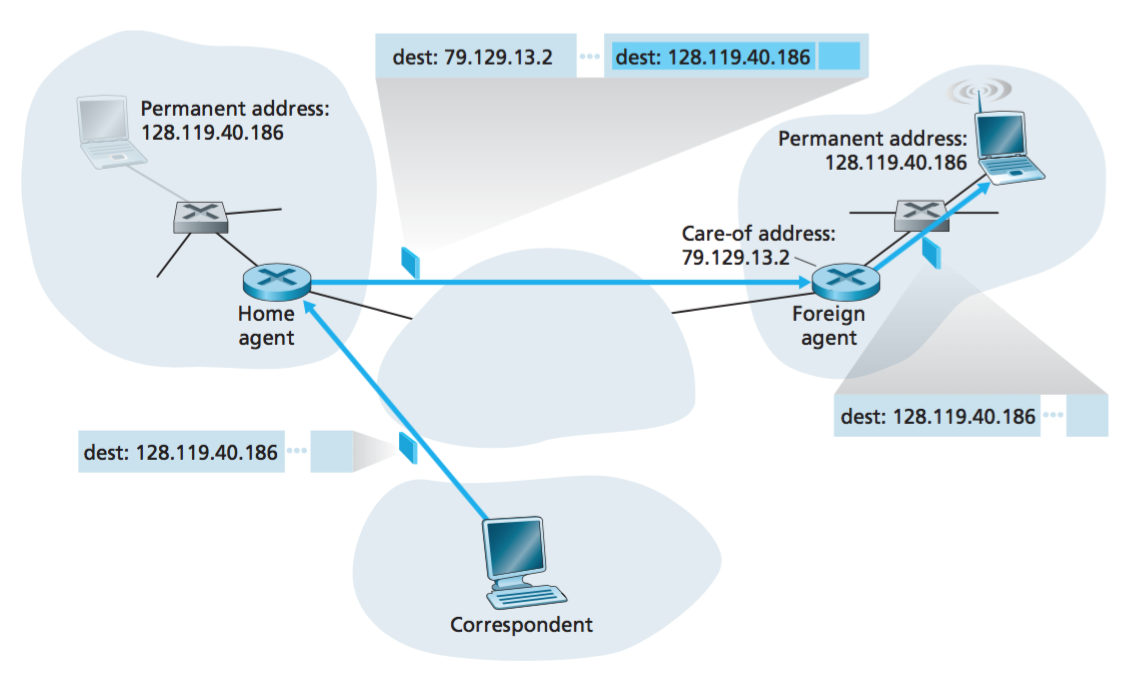 dest: 79.129.13.2
dest: 128.119.40.186
Permanent address:
128.119.40.186
Permanent address:
128.119.40.186
Care-of address:
79.129.13.2
Home
agent
Foreign
agent
dest: 128.119.40.186
dest: 128.119.40.186
Correspondent